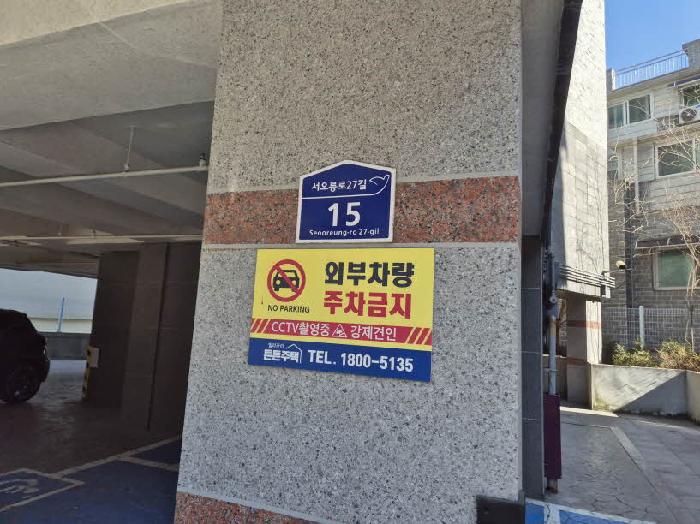 서오릉로27길
15
Seooreung-ro 27-gil
외부차량
주차금지
NO PARKING
CCTV촬영중 강제견인
든든주택 TEL. 1800-5135